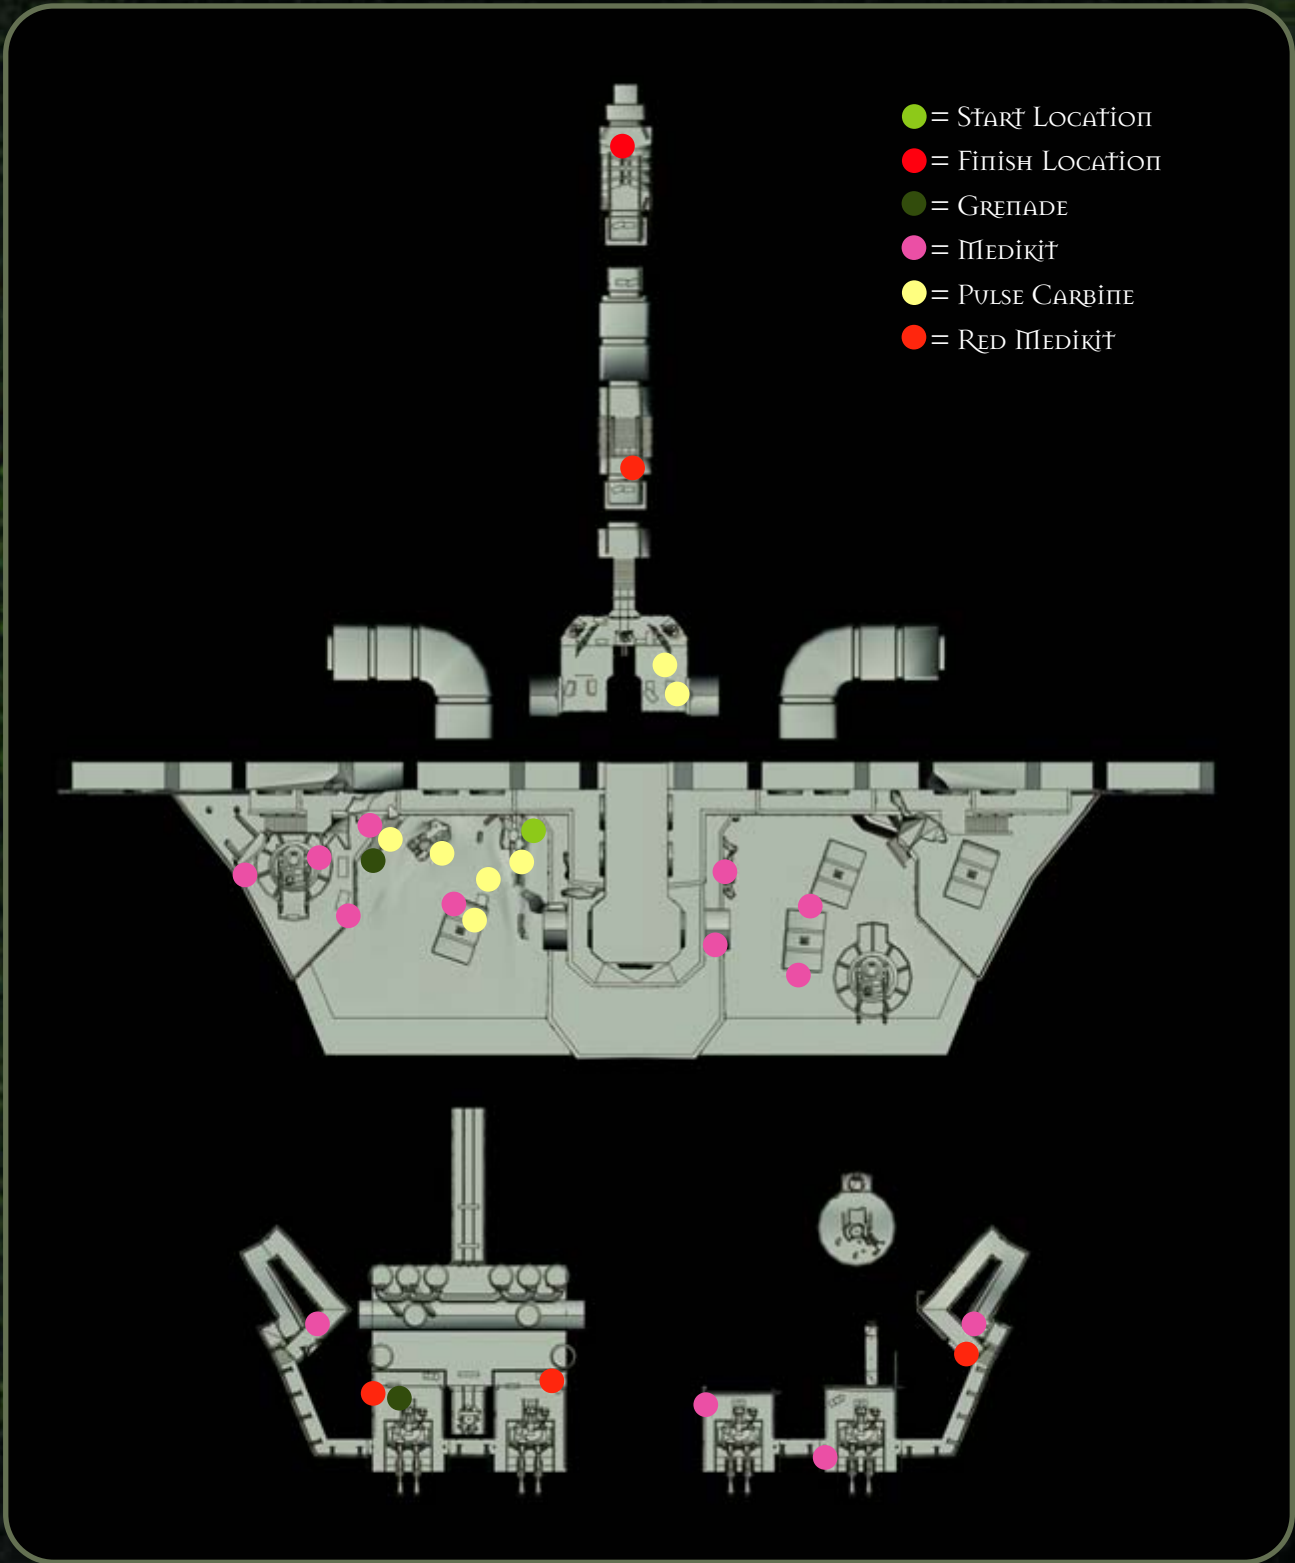 = Start Location
= Finish Location
= Grenade
= Medikit
= Pulse Carbine
= Red Medikit